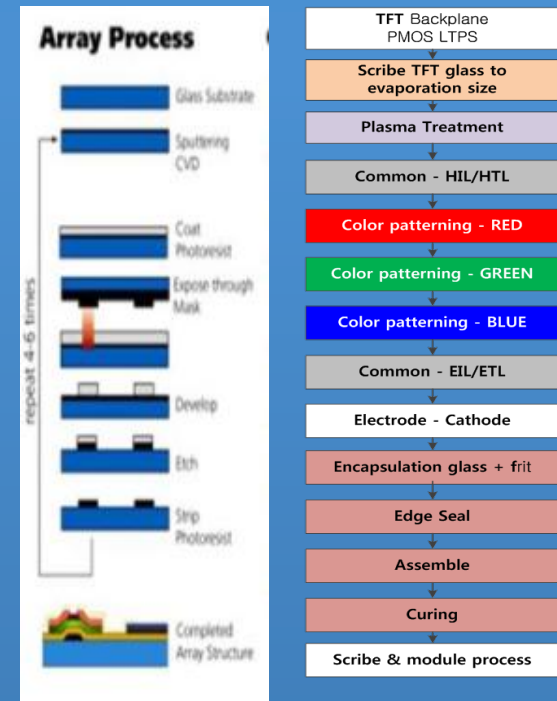 Array Process
Glass Substrate
Sputtering
CVD
Coat
Photoresist
Expose through
Mask
Develop
Etch
Strip
Photoresist
repeat 4-6 times
Completed
Array Structure
TFT Backplane
PMOS LTPS
Scribe TFT glass to
evaporation size
Plasma Treatment
Common - HIL/HTL
Color patterning - RED
Color patterning - GREEN
Color patterning - BLUE
Common - EIL/ETL
Electrode - Cathode
Encapsulation glass + frit
Edge Seal
Assemble
Curing
Scribe & module process